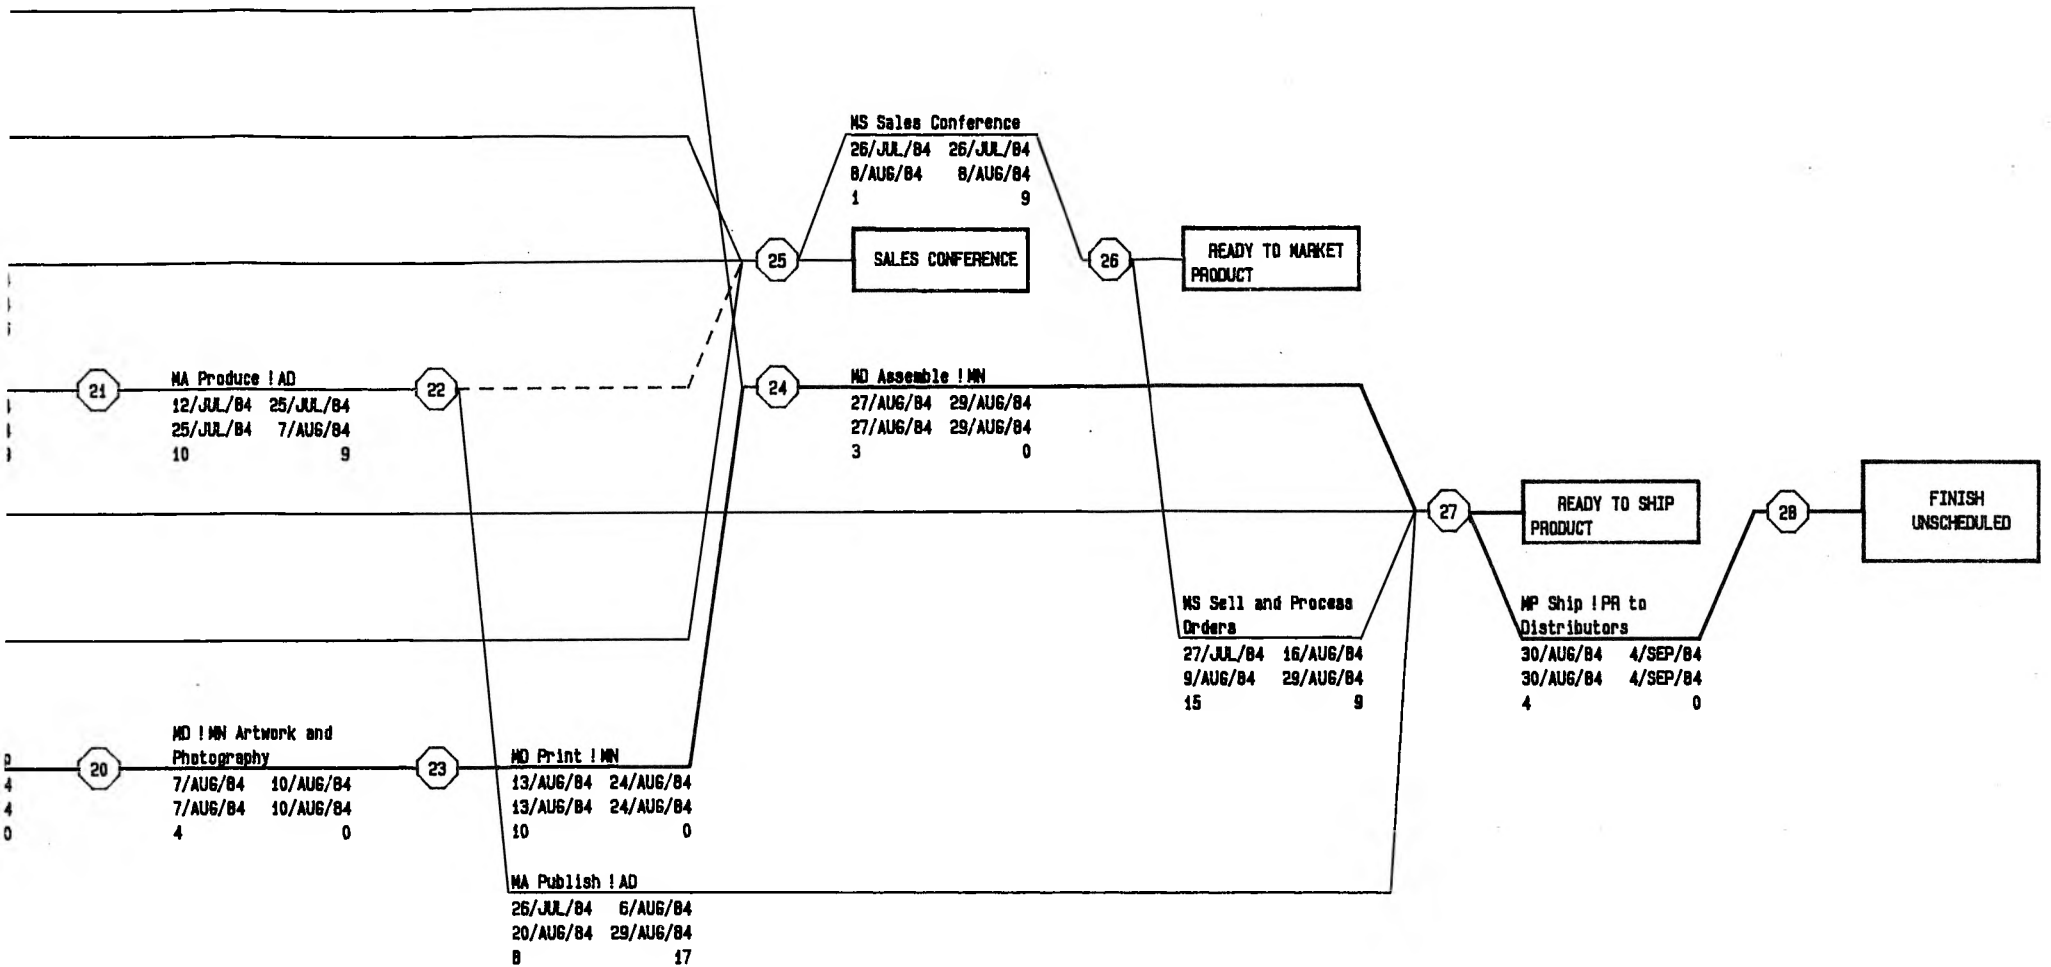 MS Sales Conference
26/JUL/84 26/JUL/84
8/AUG/84 8/AUG/84
1 9
25
SALES CONFERENCE
26
READY TO MARKET
PRODUCT
21
MA Produce !AD
12/JUL/84 25/JUL/84
25/JUL/84 7/AUG/84
10 9
22
24
MD Assemble !MN
27/AUG/84 29/AUG/84
27/AUG/84 29/AUG/84
3 0
27
READY TO SHIP
PRODUCT
28
FINISH
UNSCHEDULED
MS Sell and Process
Orders
27/JUL/84 16/AUG/84
9/AUG/84 29/AUG/84
15 9
MP Ship !PR to
Distributors
30/AUG/84 4/SEP/84
30/AUG/84 4/SEP/84
4 0
4
4
0
20
MD !MN Artwork and
Photography
7/AUG/84 10/AUG/84
7/AUG/84 10/AUG/84
4 0
23
MD Print !MN
13/AUG/84 24/AUG/84
13/AUG/84 24/AUG/84
10 0
MA Publish !AD
26/JUL/84 6/AUG/84
20/AUG/84 29/AUG/84
8 17